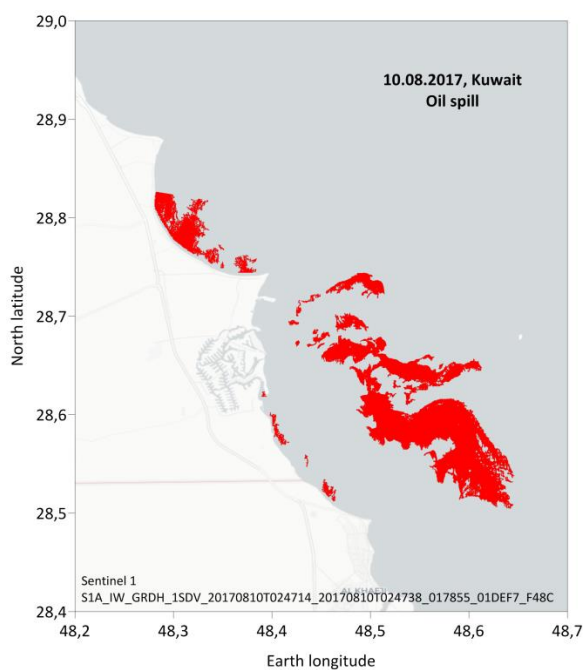 29,0
10.08.2017, Kuwait
Oil spill
28,9
28,8
North latitude
28,7
28,6
28,5
Sentinel 1
S1A_IW_GRDH_1SDV_20170810T024714_20170810T024738_017855_01DEF7_F48C
28,4
48,2 48,3 48,4 48,5 48,6 48,7
Earth longitude